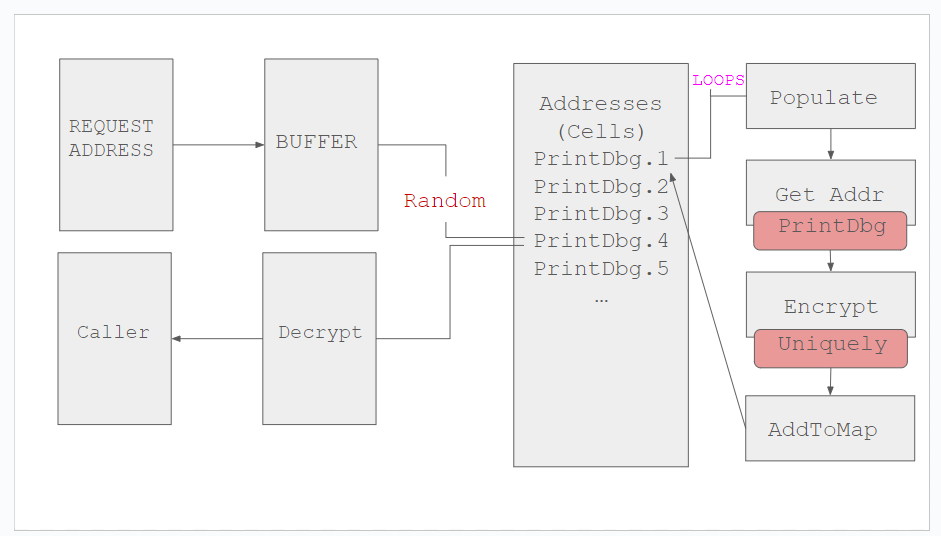 REQUEST
ADDRESS
BUFFER
Random
Caller
Decrypt
Addresses
(Cells)
PrintDbg.1
PrintDbg.2
PrintDbg.3
PrintDbg.4
PrintDbg.5
…
LOOPS
Populate
Get Addr
PrintDbg
Encrypt
Uniquely
AddToMap